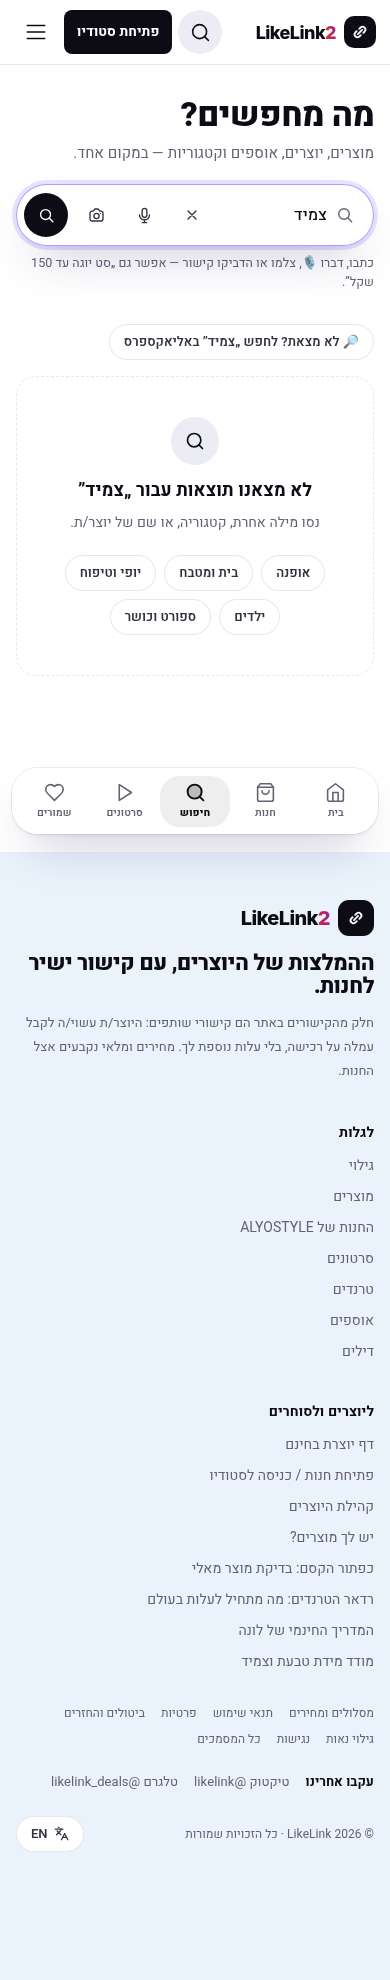 LikeLink2
פתיחת סטודיו
מה מחפשים?
מוצרים, יוצרים, אוספים וקטגוריות — במקום אחד.
צמיד
כתבו, דברו 🎙️, צלמו או הדביקו קישור — אפשר גם „סט יוגה עד 150
שקל”.
🔎 לא מצאת? לחפש „צמיד” באליאקספרס
לא מצאנו תוצאות עבור „צמיד”
נסו מילה אחרת, קטגוריה, או שם של יוצר/ת.
אופנה
בית ומטבח
יופי וטיפוח
ילדים
ספורט וכושר
בית
חנות
חיפוש
סרטונים
שמורים
LikeLink2
ההמלצות של היוצרים, עם קישור ישיר
לחנות.
חלק מהקישורים באתר הם קישורי שותפים: היוצר/ת עשוי/ה לקבל
עמלה על רכישה, בלי עלות נוספת לך. מחירים ומלאי נקבעים אצל
החנות.
לגלות
גילוי
מוצרים
החנות של ALYOSTYLE
סרטונים
טרנדים
אוספים
דילים
ליוצרים ולסוחרים
דף יוצרת בחינם
פתיחת חנות / כניסה לסטודיו
קהילת היוצרים
יש לך מוצרים?
כפתור הקסם: בדיקת מוצר מאלי
רדאר הטרנדים: מה מתחיל לעלות בעולם
המדריך החינמי של לונה
מודד מידת טבעת וצמיד
מסלולים ומחירים תנאי שימוש פרטיות ביטולים והחזרים
גילוי נאות נגישות כל המסמכים
עקבו אחרינו טיקטוק @likelink טלגרם @likelink_deals
© 2026 LikeLink · כל הזכויות שמורות
EN